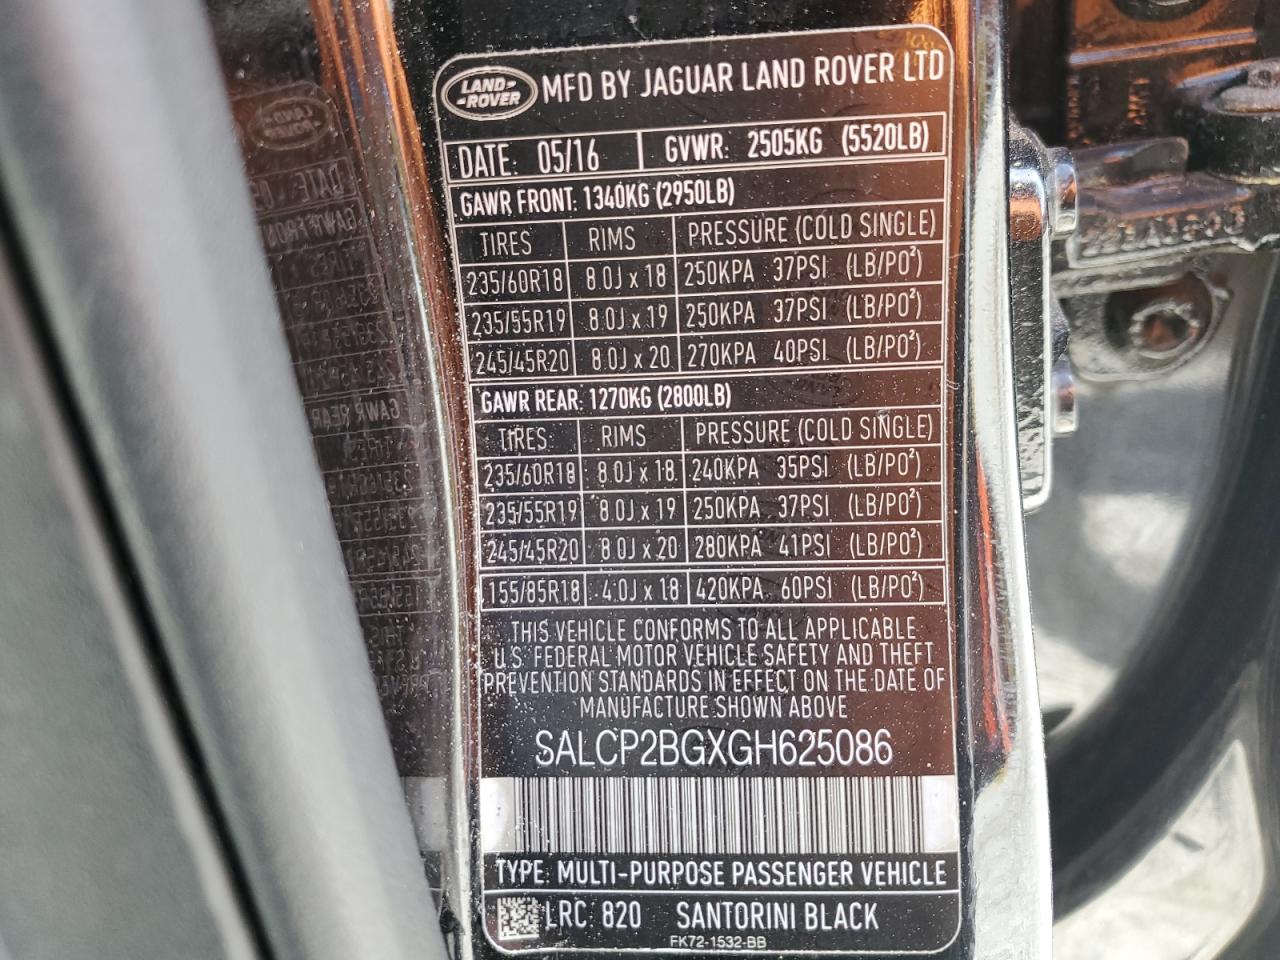 LAND-
-ROVER
MFD BY JAGUAR LAND ROVER LTD
DATE: 05/16 GVWR: 2505KG (5520LB)
GAWR FRONT: 1340KG (2950LB)
TIRES RIMS PRESSURE (COLD SINGLE)
235/60R18 8.0J x 18 250KPA 37PSI (LB/PO²)
235/55R19 8.0J x 19 250KPA 37PSI (LB/PO²)
245/45R20 8.0J x 20 270KPA 40PSI (LB/PO²)
GAWR REAR: 1270KG (2800LB)
TIRES RIMS PRESSURE (COLD SINGLE)
235/60R18 8.0J x 18 240KPA 35PSI (LB/PO²)
235/55R19 8.0J x 19 250KPA 37PSI (LB/PO²)
245/45R20 8.0J x 20 280KPA 41PSI (LB/PO²)
155/85R18 4.0J x 18 420KPA 60PSI (LB/PO²)
THIS VEHICLE CONFORMS TO ALL APPLICABLE
U.S. FEDERAL MOTOR VEHICLE SAFETY AND THEFT
PREVENTION STANDARDS IN EFFECT ON THE DATE OF
MANUFACTURE SHOWN ABOVE
SALCP2BGXGH625086
TYPE: MULTI-PURPOSE PASSENGER VEHICLE
LRC: 820 SANTORINI BLACK
FK72-1532-BB